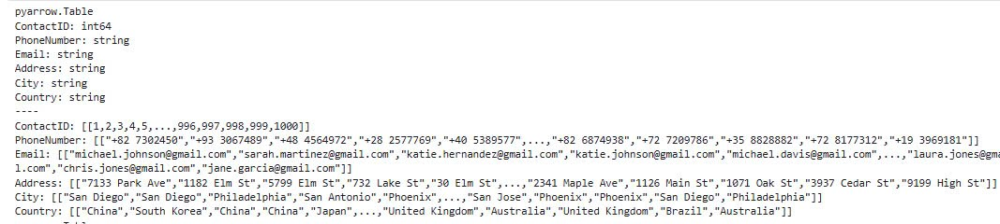 pyarrow.Table
ContactID: int64
PhoneNumber: string
Email: string
Address: string
City: string
Country: string
----
ContactID: [[1,2,3,4,5,...,996,997,998,999,1000]]
PhoneNumber: [["+82 7302450","+93 3067489","+48 4564972","+28 2577769","+40 5389577",...,"+82 6874938","+72 7209786","+35 8828882","+72 8177312","+19 3969181"]]
Email: [["michael.johnson@gmail.com","sarah.martinez@gmail.com","katie.hernandez@gmail.com","katie.johnson@gmail.com","michael.davis@gmail.com",...,"laura.jones@gma
l.com","chris.jones@gmail.com","jane.garcia@gmail.com"]]
Address: [["7133 Park Ave","1182 Elm St","5799 Elm St","732 Lake St","30 Elm St",...,"2341 Maple Ave","1126 Main St","1071 Oak St","3937 Cedar St","9199 High St"]]
City: [["San Diego","San Diego","Philadelphia","San Antonio","Phoenix",...,"San Jose","Phoenix","Phoenix","San Diego","Philadelphia"]]
Country: [["China","South Korea","China","China","Japan",...,"United Kingdom","Australia","United Kingdom","Brazil","Australia"]]